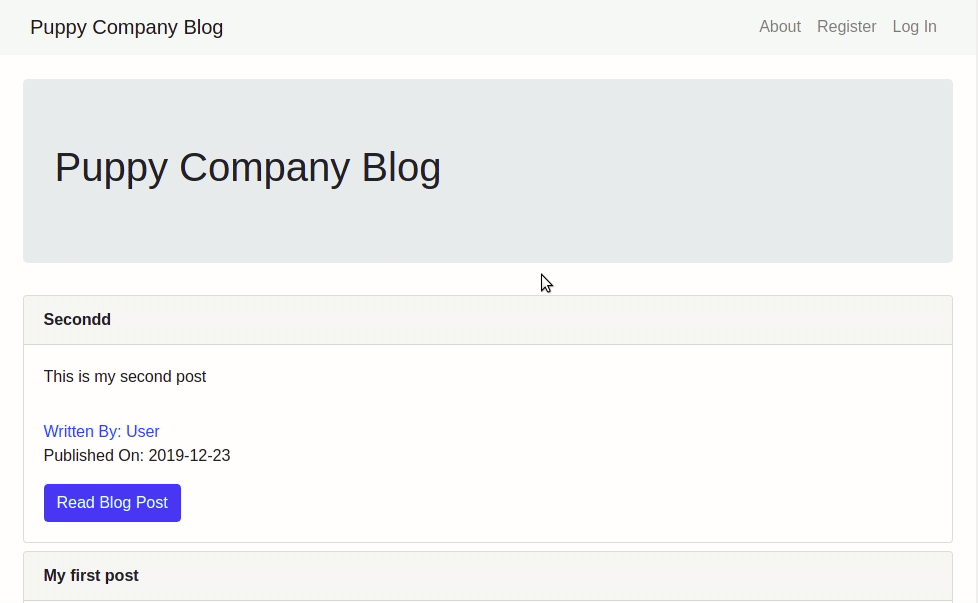 Puppy Company Blog
About Register Log In
Puppy Company Blog
Secondd
This is my second post
Written By: User
Published On: 2019-12-23
Read Blog Post
My first post